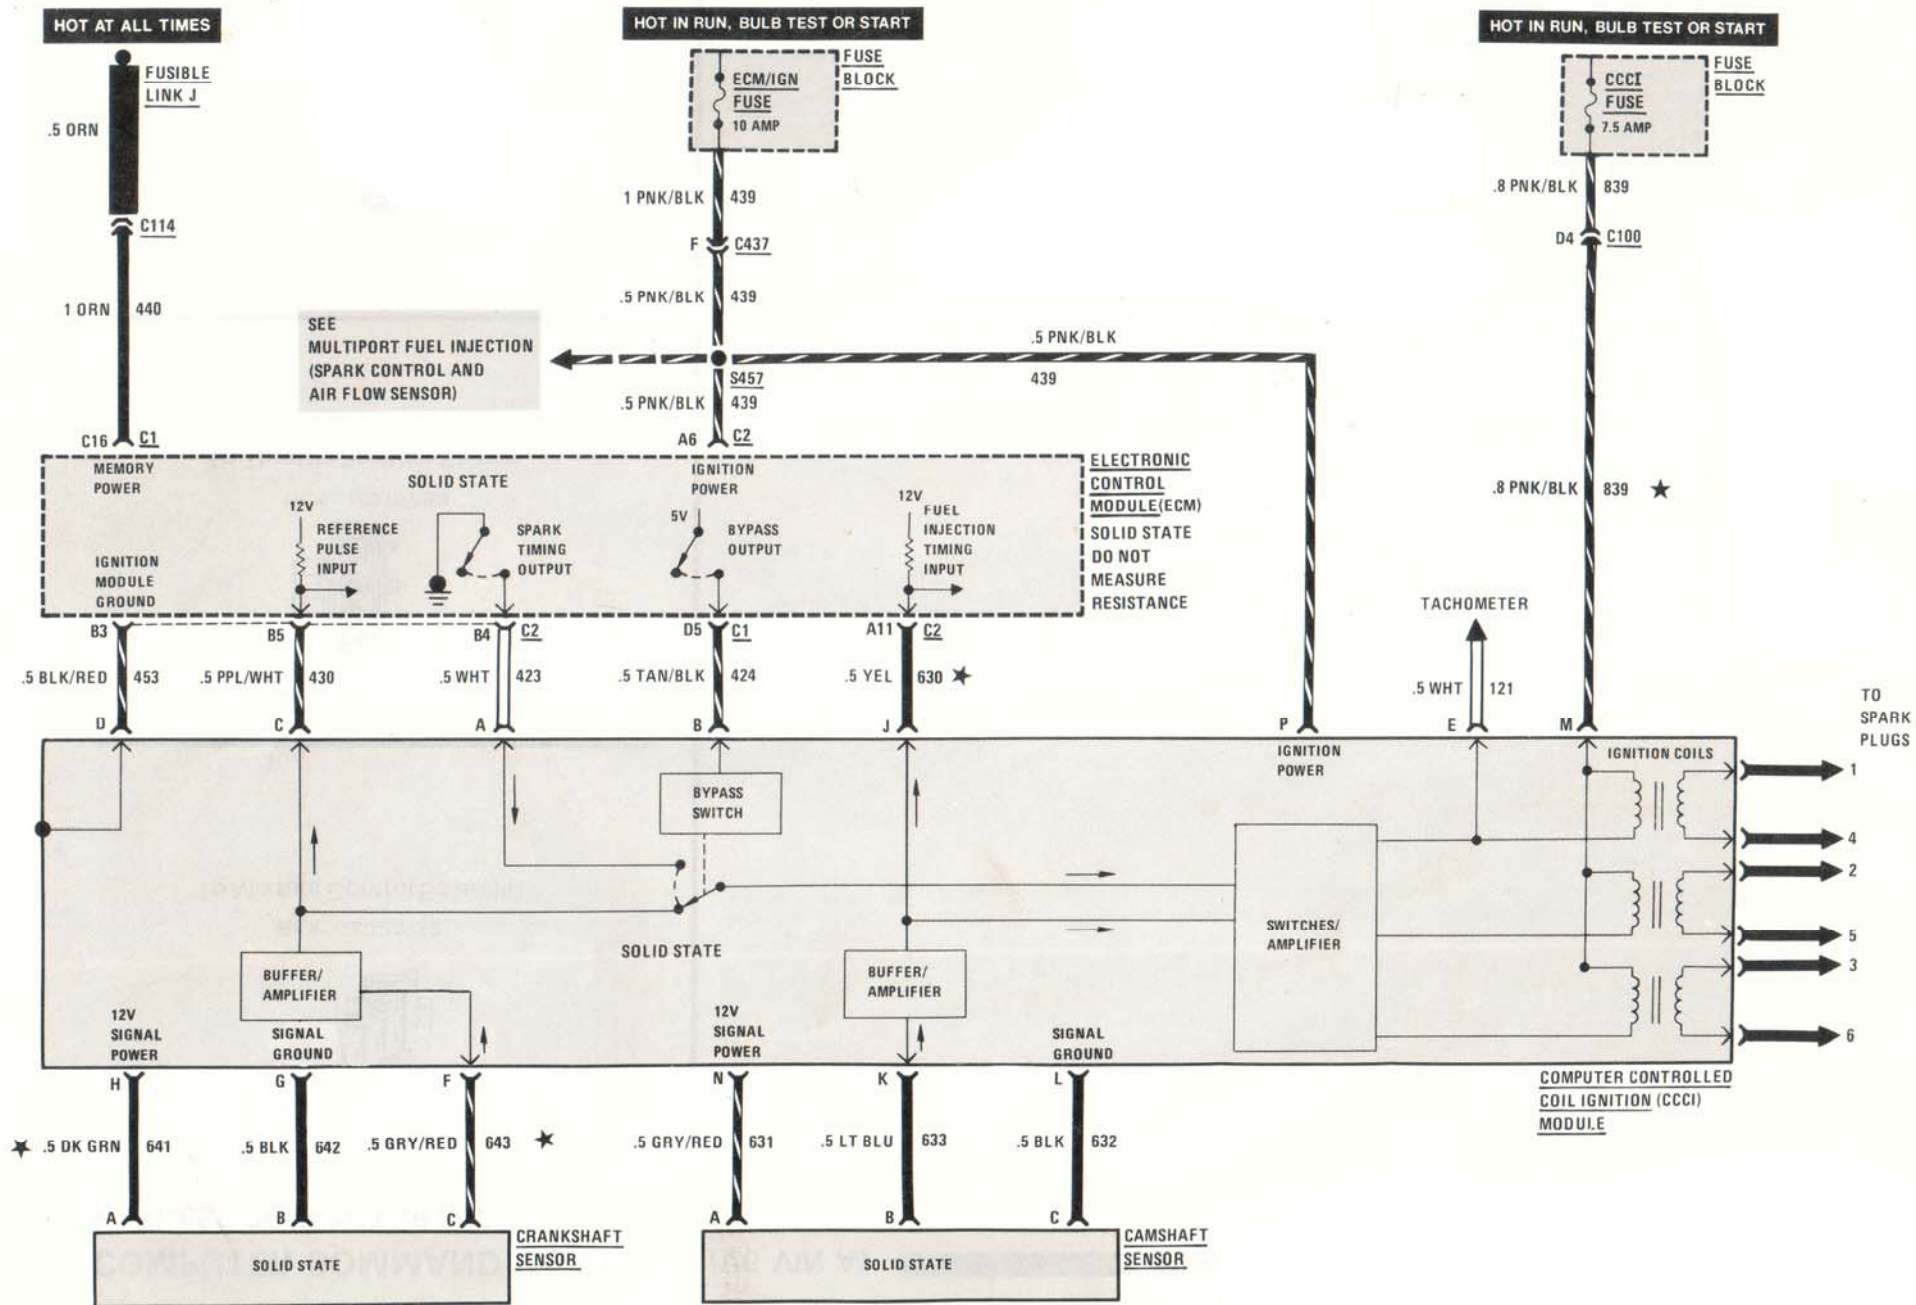 HOT AT ALL TIMES
HOT IN RUN, BULB TEST OR START
HOT IN RUN, BULB TEST OR START
FUSIBLE
LINK J
.5 ORN
C114
1 ORN 440
C16 C1
ECM/IGN
FUSE
10 AMP
FUSE
BLOCK
1 PNK/BLK 439
F C437
.5 PNK/BLK 439
S457
.5 PNK/BLK 439
A6 C2
SEE
MULTIPORT FUEL INJECTION
(SPARK CONTROL AND
AIR FLOW SENSOR)
.5 PNK/BLK
439
CCCI
FUSE
7.5 AMP
FUSE
BLOCK
.8 PNK/BLK 839
D4 C100
.8 PNK/BLK 839 ★
MEMORY
POWER
SOLID STATE
IGNITION
POWER
12V
REFERENCE
PULSE
INPUT
SPARK
TIMING
OUTPUT
5V
BYPASS
OUTPUT
12V
FUEL
INJECTION
TIMING
INPUT
IGNITION
MODULE
GROUND
ELECTRONIC
CONTROL
MODULE(ECM)
SOLID STATE
DO NOT
MEASURE
RESISTANCE
B3 B5 B4 C2 D5 C1 A11 C2
.5 BLK/RED 453 .5 PPL/WHT 430 .5 WHT 423 .5 TAN/BLK 424 .5 YEL 630 ★
TACHOMETER
.5 WHT 121
D C A B J P E M
TO
SPARK
PLUGS
IGNITION
POWER
IGNITION COILS
BYPASS
SWITCH
1
4
2
5
3
6
SWITCHES/
AMPLIFIER
SOLID STATE
BUFFER/
AMPLIFIER
BUFFER/
AMPLIFIER
12V
SIGNAL
POWER
SIGNAL
GROUND
12V
SIGNAL
POWER
SIGNAL
GROUND
H G F N K L
COMPUTER CONTROLLED
COIL IGNITION (CCCI)
MODULE
★ .5 DK GRN 641 .5 BLK 642 .5 GRY/RED 643 ★ .5 GRY/RED 631 .5 LT BLU 633 .5 BLK 632
A B C A B C
CRANKSHAFT
SENSOR
SOLID STATE
CAMSHAFT
SENSOR
SOLID STATE